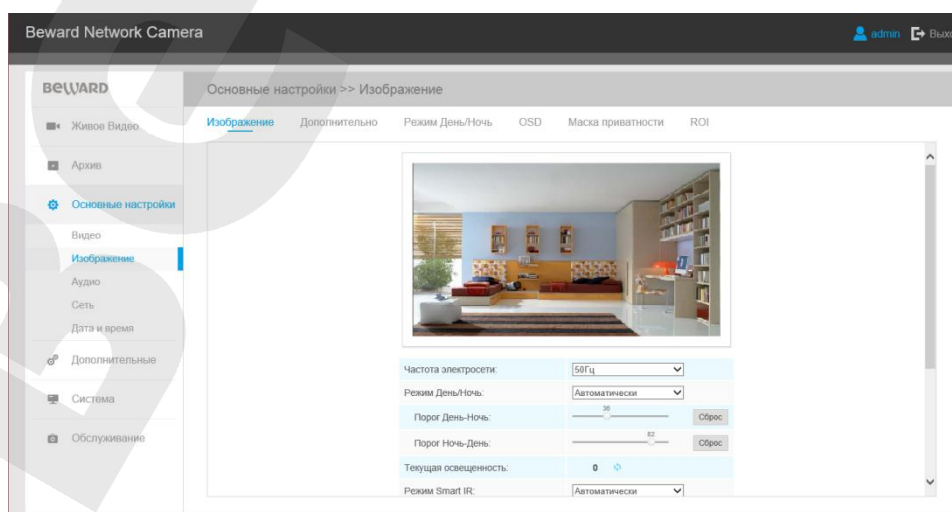 Beward Network Camera
admin Выхо
BEWARD
Основные настройки >> Изображение
Живое Видео
Архив
Основные настройки
Видео
Изображение
Аудио
Сеть
Дата и время
Дополнительные
Система
Обслуживание
Изображение Дополнительно Режим День/Ночь OSD Маска приватности ROI
Частота электросети: 50Гц
Режим День/Ночь: Автоматически
36
Порог День-Ночь: Сброс
82
Порог Ночь-День: Сброс
Текущая освещенность: 0
Режим Smart IR: Автоматически